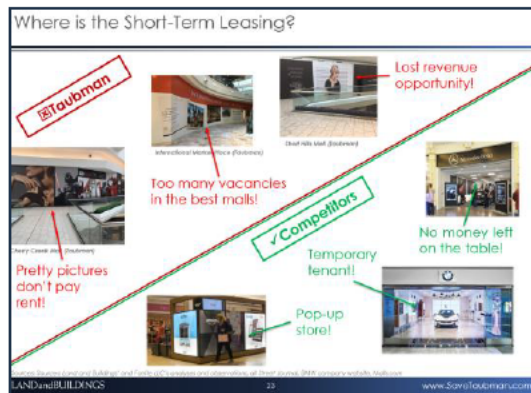 Where is the Short-Term Leasing?
Taubman
Lost revenue
opportunity!
International Market Place (Taubman)
Short Hills Mall (Taubman)
Too many vacancies
in the best malls!
✓Competitors
No money left
on the table!
Cherry Creek Mall (Taubman)
Temporary
tenant!
Pretty pictures
don't pay
rent!
Pop-up
store!
LANDandBUILDINGS
33
www.SaveTaubman.com